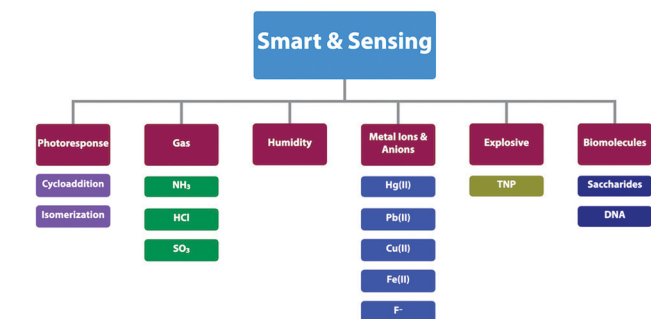 Smart & Sensing
Photoresponse
Gas
Humidity
Metal Ions &
Anions
Explosive
Biomolecules
Cycloaddition
NH₃
Hg(II)
TNP
Saccharides
Isomerization
HCl
Pb(II)
DNA
SO₃
Cu(II)
Fe(II)
F⁻